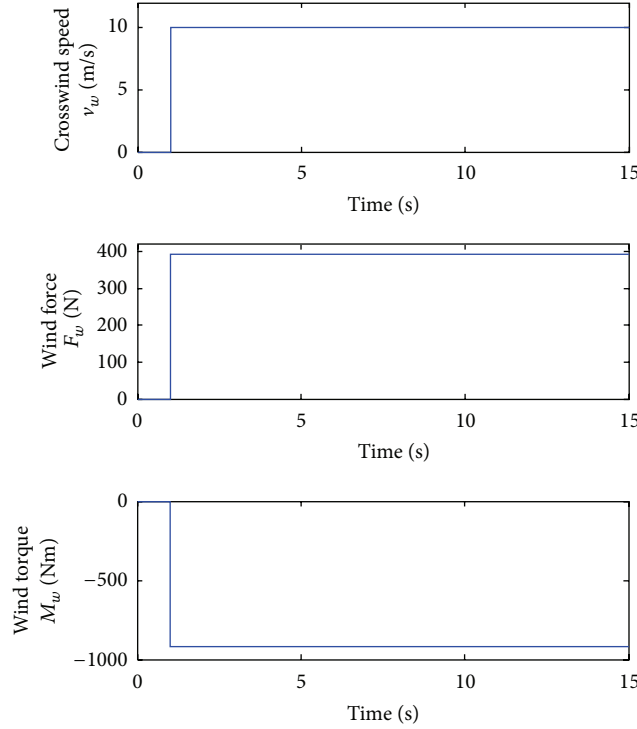 Crosswind speed
v_w (m/s)
10
5
0
0 5 10 15
Time (s)
Wind force
F_w (N)
400
300
200
100
0
0 5 10 15
Time (s)
Wind torque
M_w (Nm)
0
−500
−1000
0 5 10 15
Time (s)